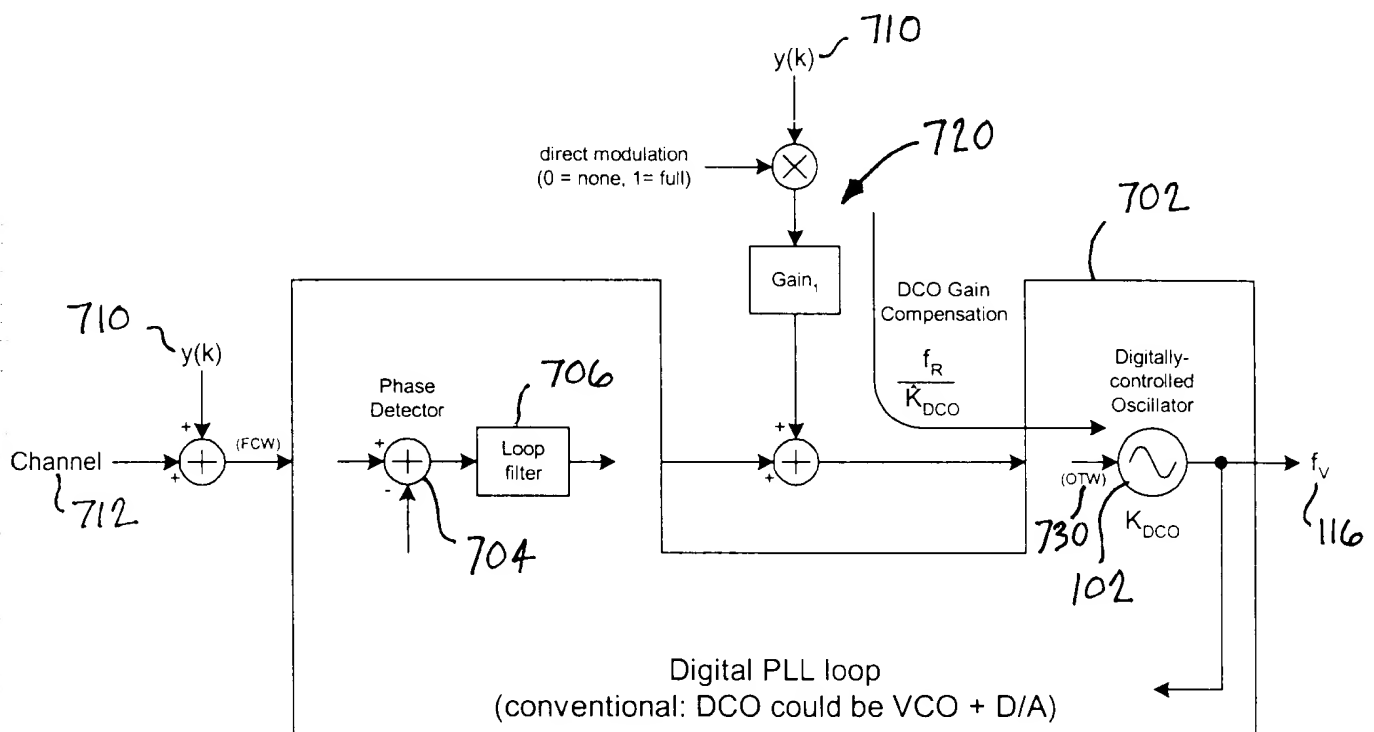 710
y(k)
720
direct modulation
(0 = none, 1= full)
702
Gain1
DCO Gain
Compensation
710
y(k)
706
fR
K̂DCO
Digitally-
controlled
Oscillator
Phase
Detector
+
+
+
(FCW)
Loop
filter
-
+
+
Channel
712
704
(OTW)
730
KDCO
102
fV
116
Digital PLL loop
(conventional: DCO could be VCO + D/A)